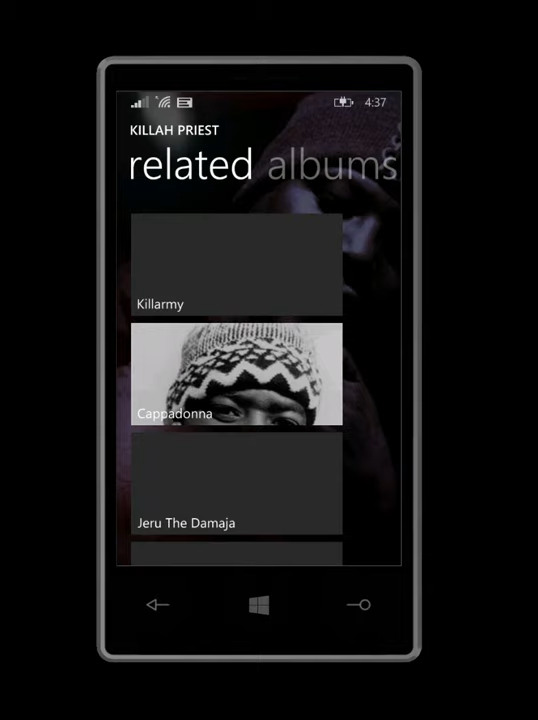 4:37
KILLAH PRIEST
related albums
Killarmy
Cappadonna
Jeru The Damaja